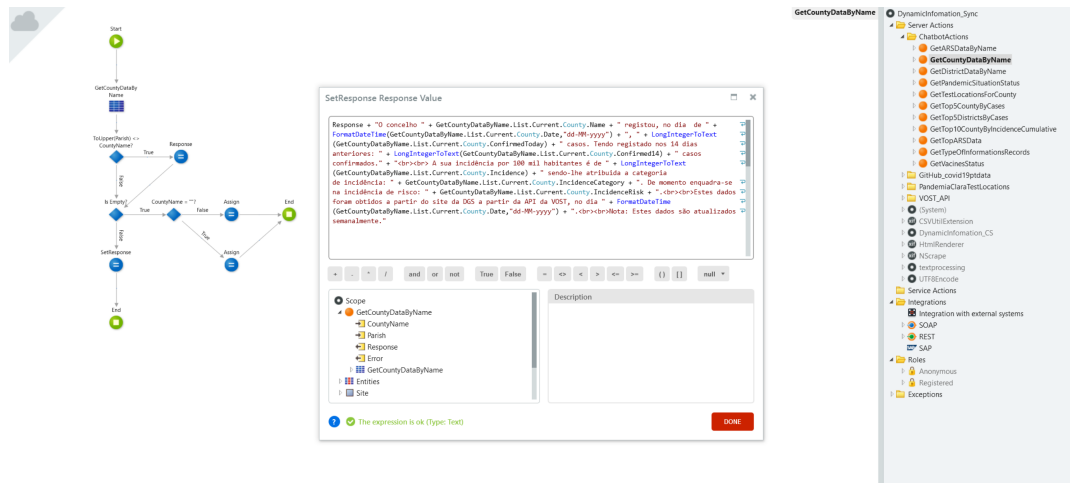 GetCountyDataByName
Start
GetCountyDataBy
Name
ToUpper(Parish) <>
CountyName?
True
Response
False
Is Empty?
True
CountyName = ""?
False
Assign
End
False
True
SetResponse
Assign
End
SetResponse Response Value
Response + "O concelho " + GetCountyDataByName.List.Current.County.Name + " registou, no dia  de " +
FormatDateTime(GetCountyDataByName.List.Current.County.Date,"dd-MM-yyyy") + ", " + LongIntegerToText
(GetCountyDataByName.List.Current.County.ConfirmedToday) + " casos. Tendo registado nos 14 dias
anteriores: " + LongIntegerToText(GetCountyDataByName.List.Current.County.Confirmed14) + " casos
confirmados." + "<br><br> A sua incidência por 100 mil habitantes é de " + LongIntegerToText
(GetCountyDataByName.List.Current.County.Incidence) + " sendo-lhe atribuída a categoria
de incidência: " + GetCountyDataByName.List.Current.County.IncidenceCategory + ". De momento enquadra-se
na incidência de risco: " + GetCountyDataByName.List.Current.County.IncidenceRisk + ".<br><br>Estes dados
foram obtidos a partir do site da DGS a partir da API da VOST, no dia " + FormatDateTime
(GetCountyDataByName.List.Current.County.Date,"dd-MM-yyyy") + ".<br><br>Nota: Estes dados são atualizados
semanalmente."
+ - * / and or not True False = <> < > <= >= ( ) [ ] null
Scope
GetCountyDataByName
CountyName
Parish
Response
Error
GetCountyDataByName
Entities
Site
Description
? The expression is ok (Type: Text)
DONE
DynamicInfomation_Sync
Server Actions
ChatbotActions
GetARSDataByName
GetCountyDataByName
GetDistrictDataByName
GetPandemicSituationStatus
GetTestLocationsForCounty
GetTop5CountyByCases
GetTop5DistrictsByCases
GetTop10CountyByIncidenceCumulative
GetTopARSData
GetTypeOfInformationsRecords
GetVacinesStatus
GitHub_covid19ptdata
PandemiaClaraTestLocations
VOST_API
(System)
CSVUtilExtension
DynamicInfomation_CS
HtmlRenderer
NScrape
textprocessing
UTF8Encode
Service Actions
Integrations
Integration with external systems
SOAP
REST
SAP
Roles
Anonymous
Registered
Exceptions